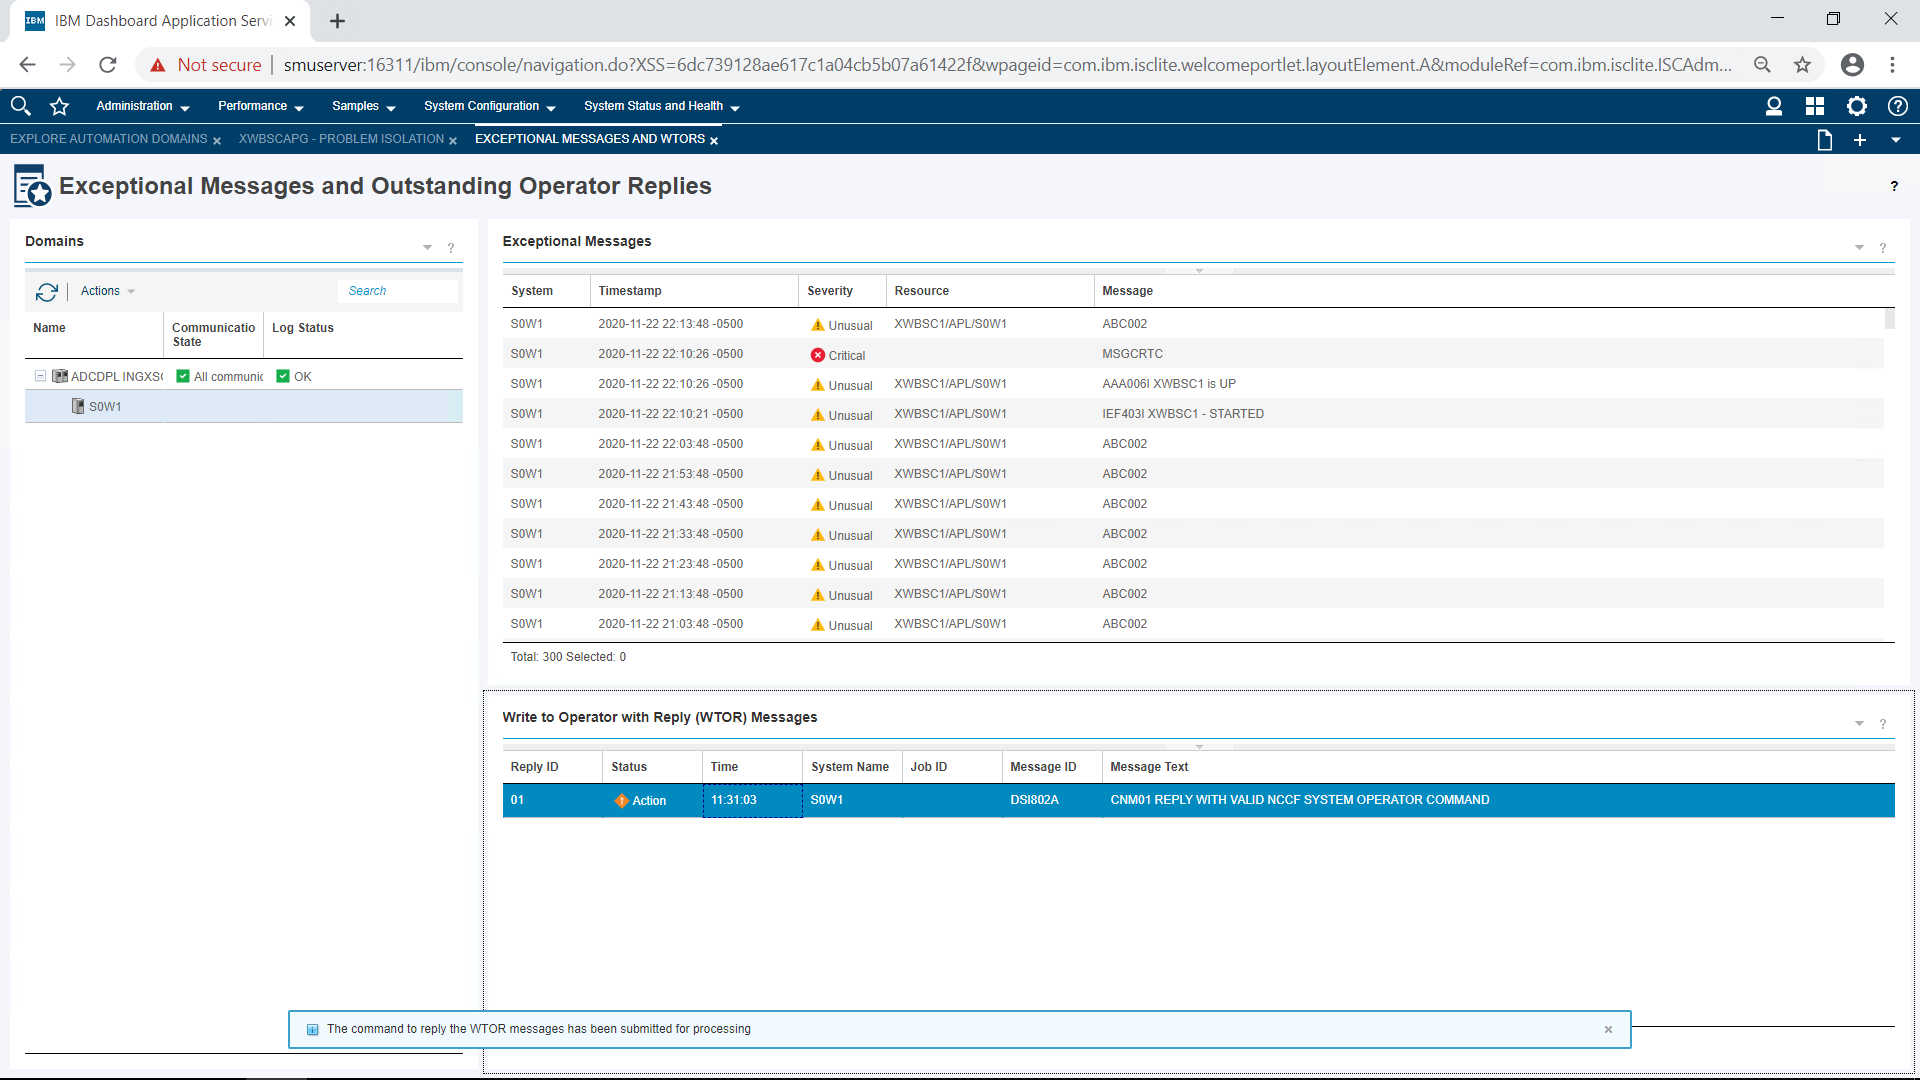 IBM Dashboard Application Servi
Not secure smuserver:16311/ibm/console/navigation.do?XSS=6dc739128ae617c1a04cb5b07a61422f&wpageid=com.ibm.isclite.welcomeportlet.layoutElement.A&moduleRef=com.ibm.isclite.ISCAdm...
Administration Performance Samples System Configuration System Status and Health
EXPLORE AUTOMATION DOMAINS XWBSCAPG - PROBLEM ISOLATION EXCEPTIONAL MESSAGES AND WTORS
Exceptional Messages and Outstanding Operator Replies ?
Domains ?
Actions Search
Name Communicatio State Log Status
ADCDPL INGXS All communic OK
S0W1
Exceptional Messages ?
System Timestamp Severity Resource Message
S0W1 2020-11-22 22:13:48 -0500 Unusual XWBSC1/APL/S0W1 ABC002
S0W1 2020-11-22 22:10:26 -0500 Critical MSGCRTC
S0W1 2020-11-22 22:10:26 -0500 Unusual XWBSC1/APL/S0W1 AAA006I XWBSC1 is UP
S0W1 2020-11-22 22:10:21 -0500 Unusual XWBSC1/APL/S0W1 IEF403I XWBSC1 - STARTED
S0W1 2020-11-22 22:03:48 -0500 Unusual XWBSC1/APL/S0W1 ABC002
S0W1 2020-11-22 21:53:48 -0500 Unusual XWBSC1/APL/S0W1 ABC002
S0W1 2020-11-22 21:43:48 -0500 Unusual XWBSC1/APL/S0W1 ABC002
S0W1 2020-11-22 21:33:48 -0500 Unusual XWBSC1/APL/S0W1 ABC002
S0W1 2020-11-22 21:23:48 -0500 Unusual XWBSC1/APL/S0W1 ABC002
S0W1 2020-11-22 21:13:48 -0500 Unusual XWBSC1/APL/S0W1 ABC002
S0W1 2020-11-22 21:03:48 -0500 Unusual XWBSC1/APL/S0W1 ABC002
Total: 300 Selected: 0
Write to Operator with Reply (WTOR) Messages ?
Reply ID Status Time System Name Job ID Message ID Message Text
01 Action 11:31:03 S0W1 DSI802A CNM01 REPLY WITH VALID NCCF SYSTEM OPERATOR COMMAND
The command to reply the WTOR messages has been submitted for processing